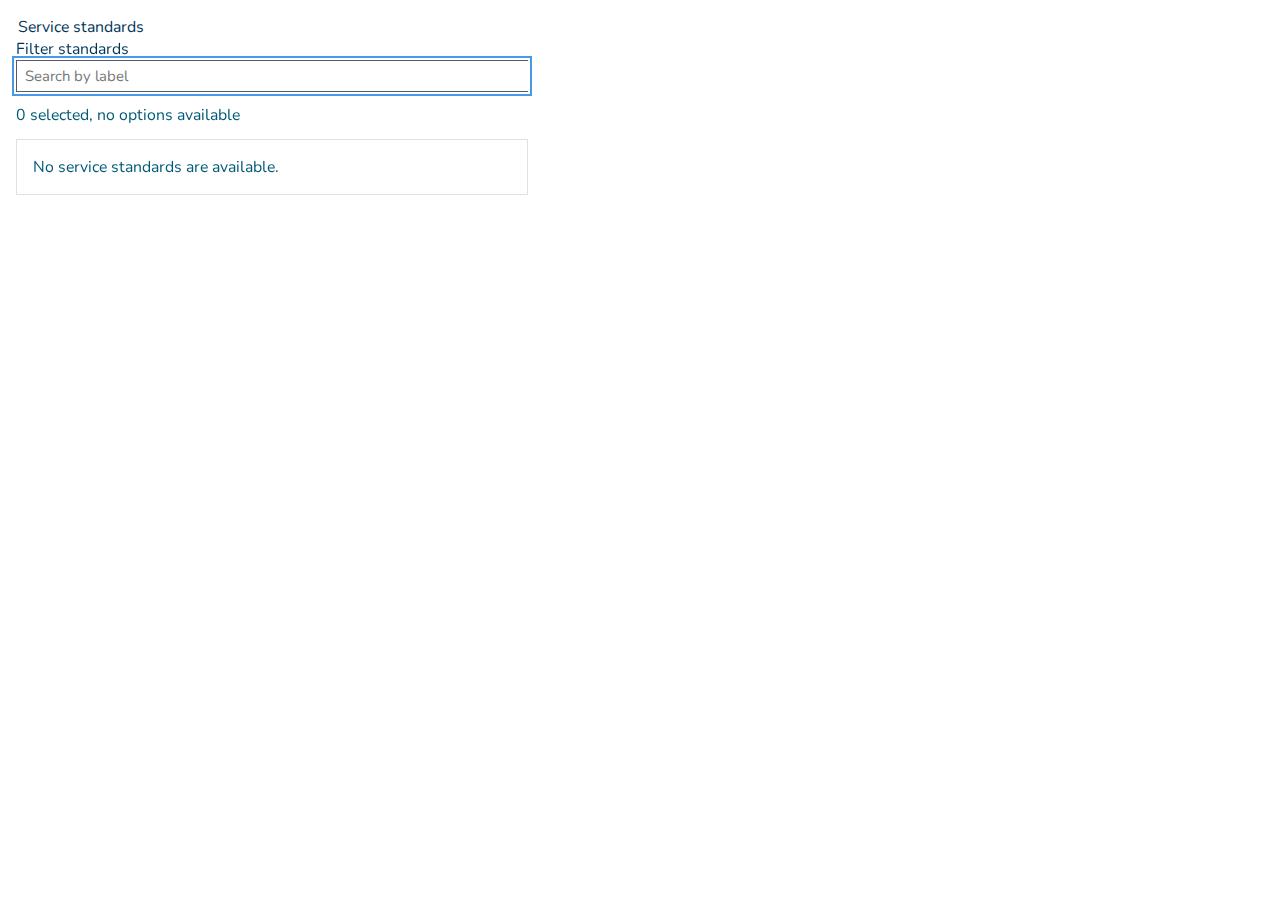 Service standards
Filter standards
Search by label
0 selected, no options available
No service standards are available.